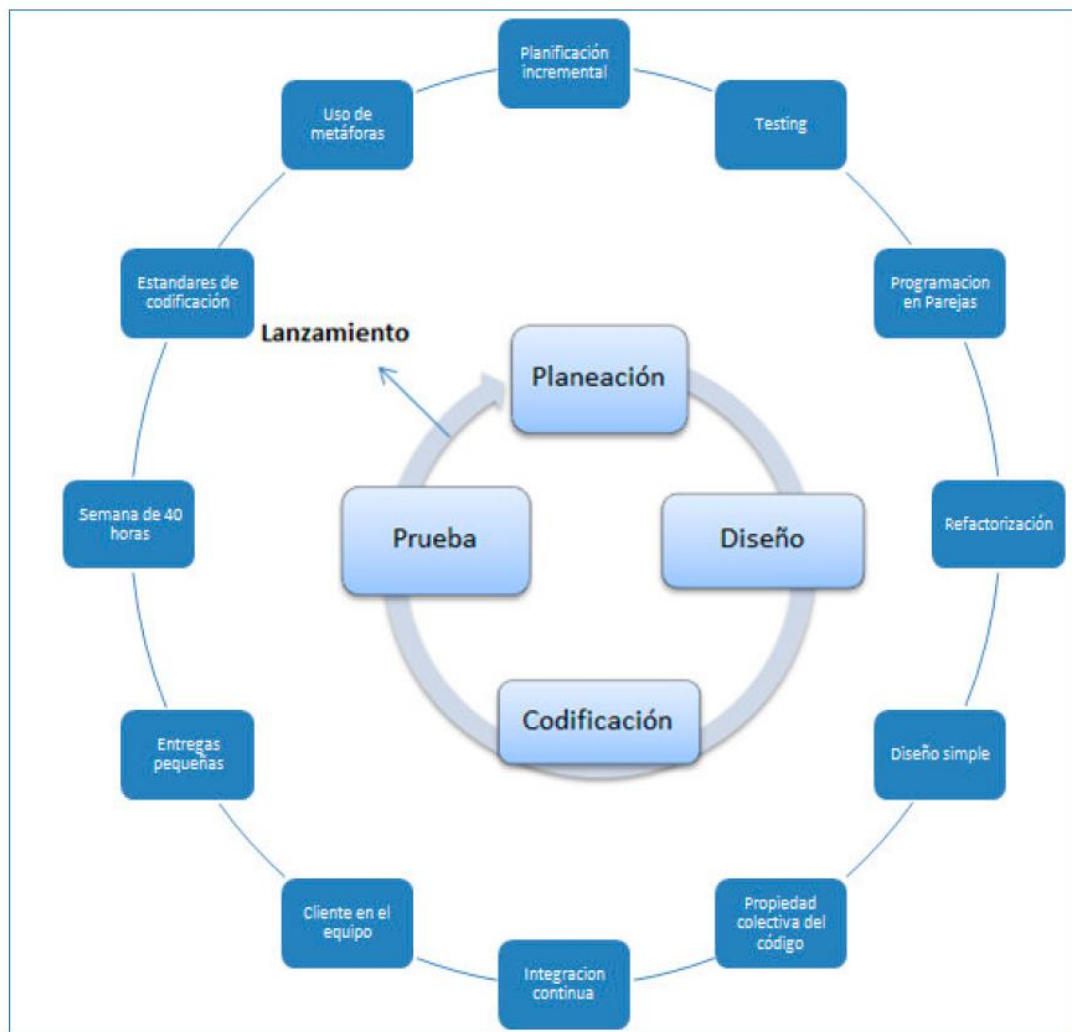 Planificación
incremental
Testing
Programacion
en Parejas
Refactorización
Diseño simple
Propiedad
colectiva del
código
Integracion
continua
Cliente en el
equipo
Entregas
pequeñas
Semana de 40
horas
Estandares de
codificación
Uso de
metáforas
Lanzamiento
Planeación
Diseño
Codificación
Prueba